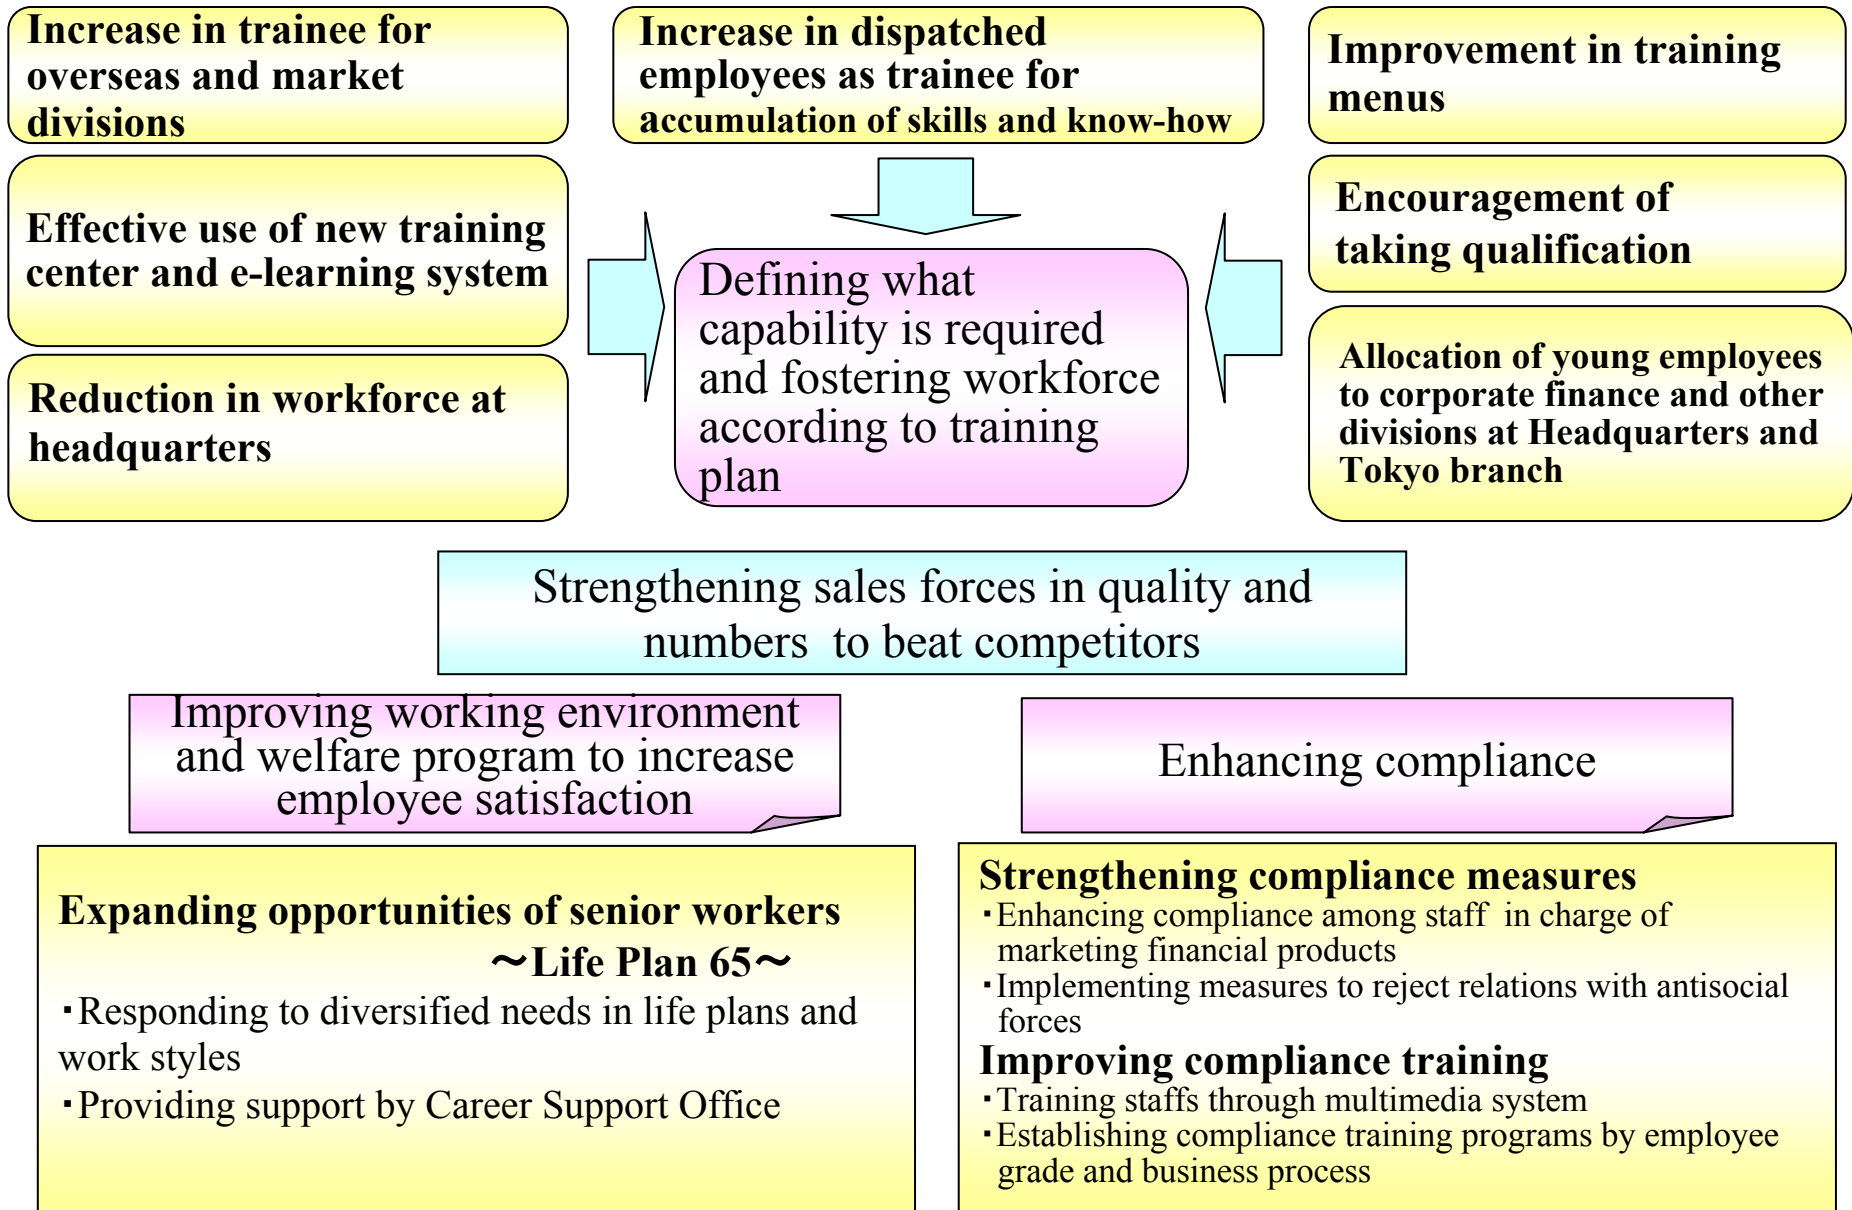 Increase in trainee for
overseas and market
divisions
Increase in dispatched
employees as trainee for
accumulation of skills and know-how
Improvement in training
menus
Effective use of new training
center and e-learning system
Encouragement of
taking qualification
Defining what
capability is required
and fostering workforce
according to training
plan
Reduction in workforce at
headquarters
Allocation of young employees
to corporate finance and other
divisions at Headquarters and
Tokyo branch
Strengthening sales forces in quality and
numbers to beat competitors
Improving working environment
and welfare program to increase
employee satisfaction
Enhancing compliance
Expanding opportunities of senior workers
～Life Plan 65～
・Responding to diversified needs in life plans and
work styles
・Providing support by Career Support Office
Strengthening compliance measures
・Enhancing compliance among staff in charge of
marketing financial products
・Implementing measures to reject relations with antisocial
forces
Improving compliance training
・Training staffs through multimedia system
・Establishing compliance training programs by employee
grade and business process